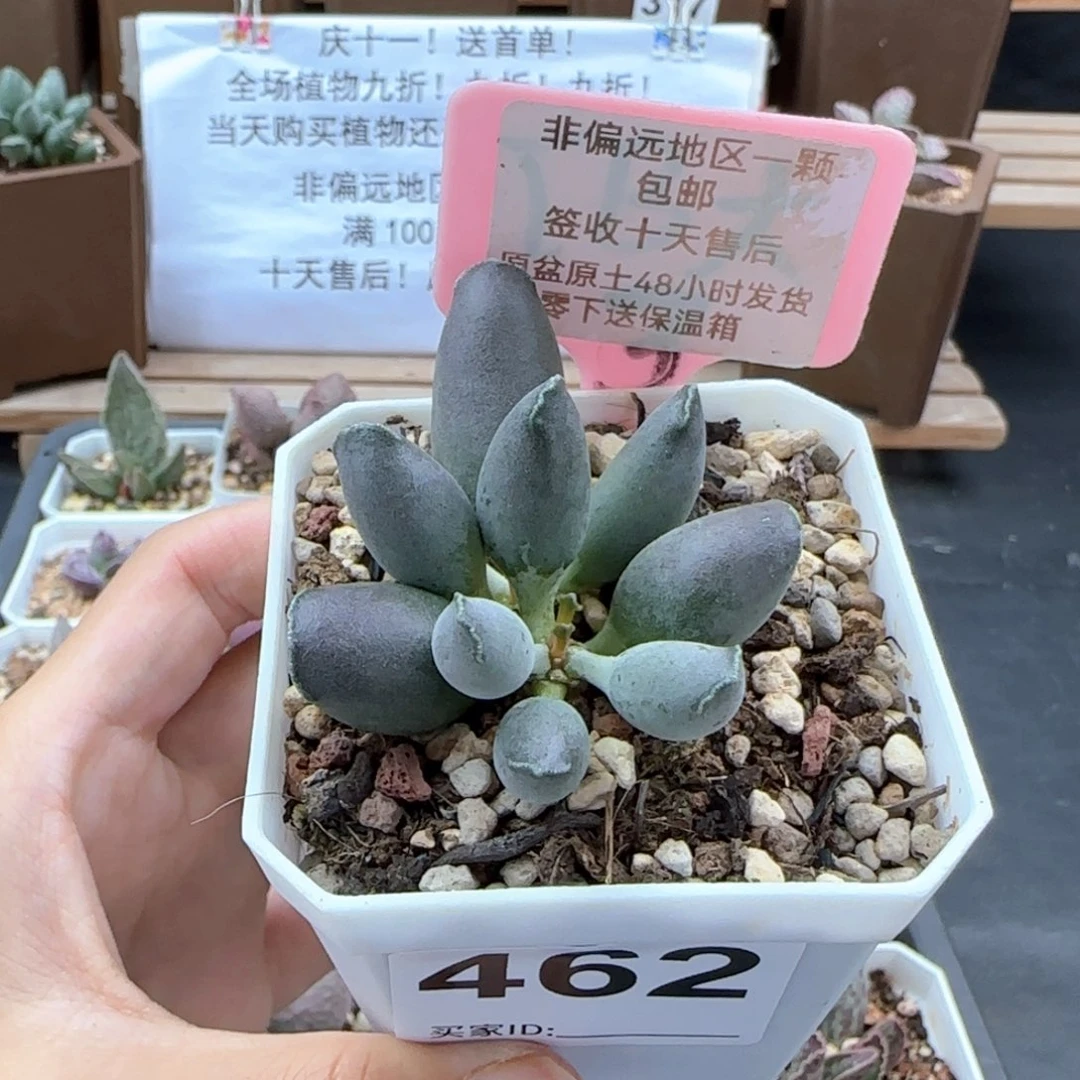 317
庆十一！送首单！
全场植物九折！九折！九折！
当天购买植物还
非偏远地区
满 100
十天售后！
非偏远地区一颗
包邮
签收十天售后
原盆原土48小时发货
零下送保温箱
462
买家ID: